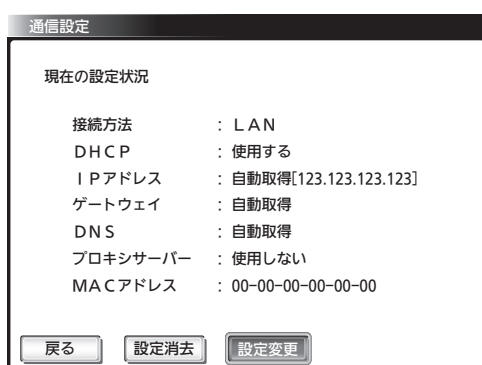 通信設定
現在の設定状況
接続方法 : ＬＡＮ
ＤＨＣＰ : 使用する
ＩＰアドレス : 自動取得[123.123.123.123]
ゲートウェイ : 自動取得
ＤＮＳ : 自動取得
プロキシサーバー : 使用しない
ＭＡＣアドレス : 00-00-00-00-00-00
戻る 設定消去 設定変更